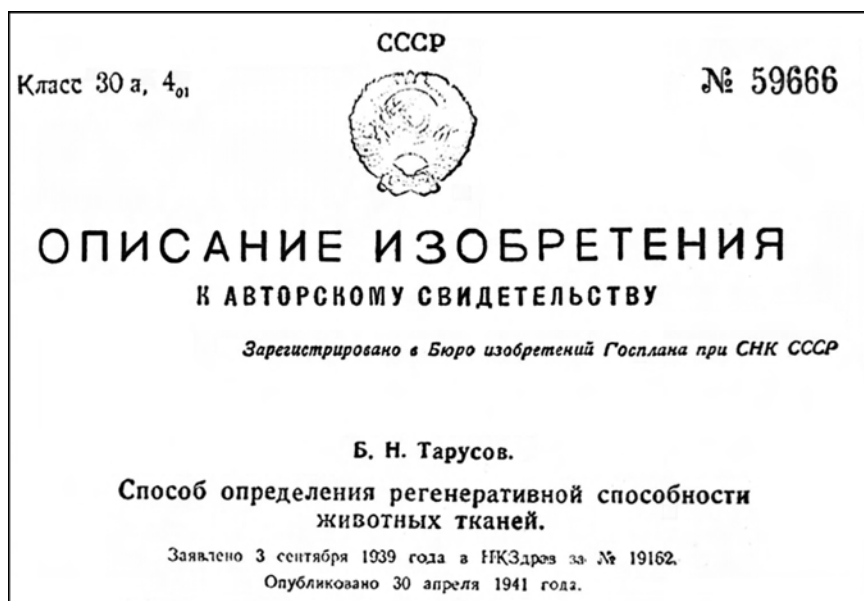 СССР
Класс 30 а, 4₀₁
№ 59666
ОПИСАНИЕ ИЗОБРЕТЕНИЯ
К АВТОРСКОМУ СВИДЕТЕЛЬСТВУ
Зарегистрировано в Бюро изобретений Госплана при СНК СССР
Б. Н. Тарусов.
Способ определения регенеративной способности
животных тканей.
Заявлено 3 сентября 1939 года в НКЗдрав за № 19162.
Опубликовано 30 апреля 1941 года.